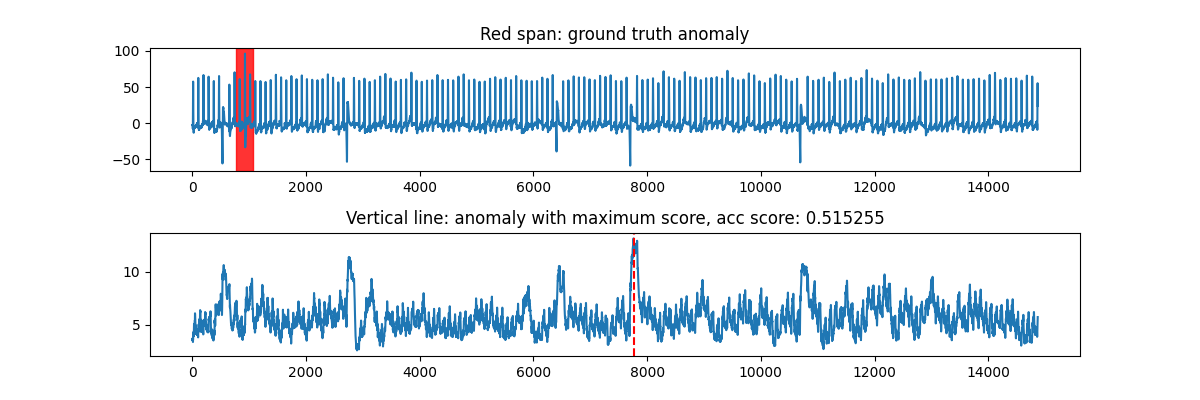 Red span: ground truth anomaly
100
50
0
−50
0 2000 4000 6000 8000 10000 12000 14000
Vertical line: anomaly with maximum score, acc score: 0.515255
10
5
0 2000 4000 6000 8000 10000 12000 14000